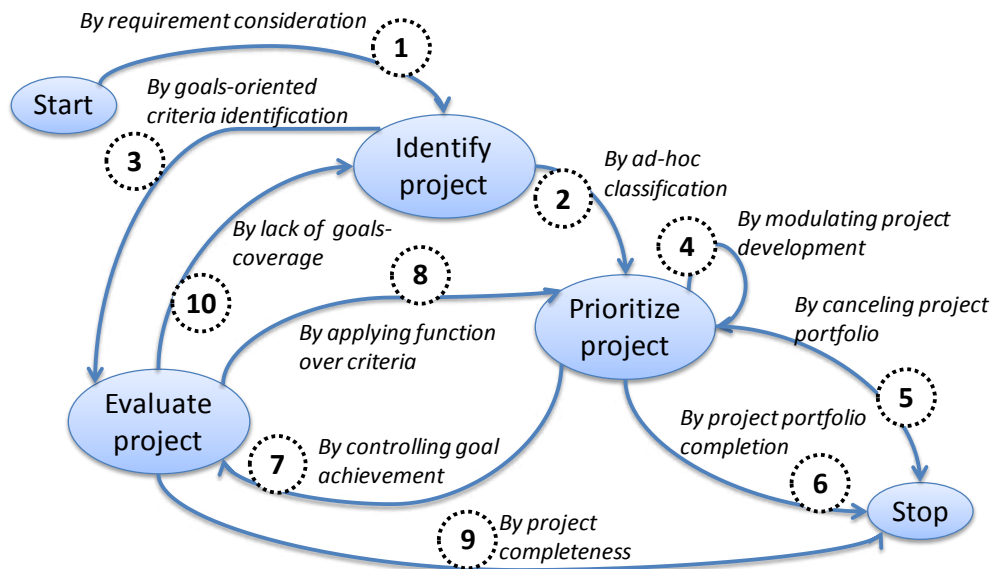 By requirement consideration
1
Start
By goals-oriented
criteria identification
3
Identify
project
2
By ad-hoc
classification
By lack of goals-
coverage
10
8
4
By modulating project
development
Prioritize
project
By canceling project
portfolio
By applying function
over criteria
5
Evaluate
project
7
By controlling goal
achievement
By project portfolio
completion
6
Stop
9
By project
completeness